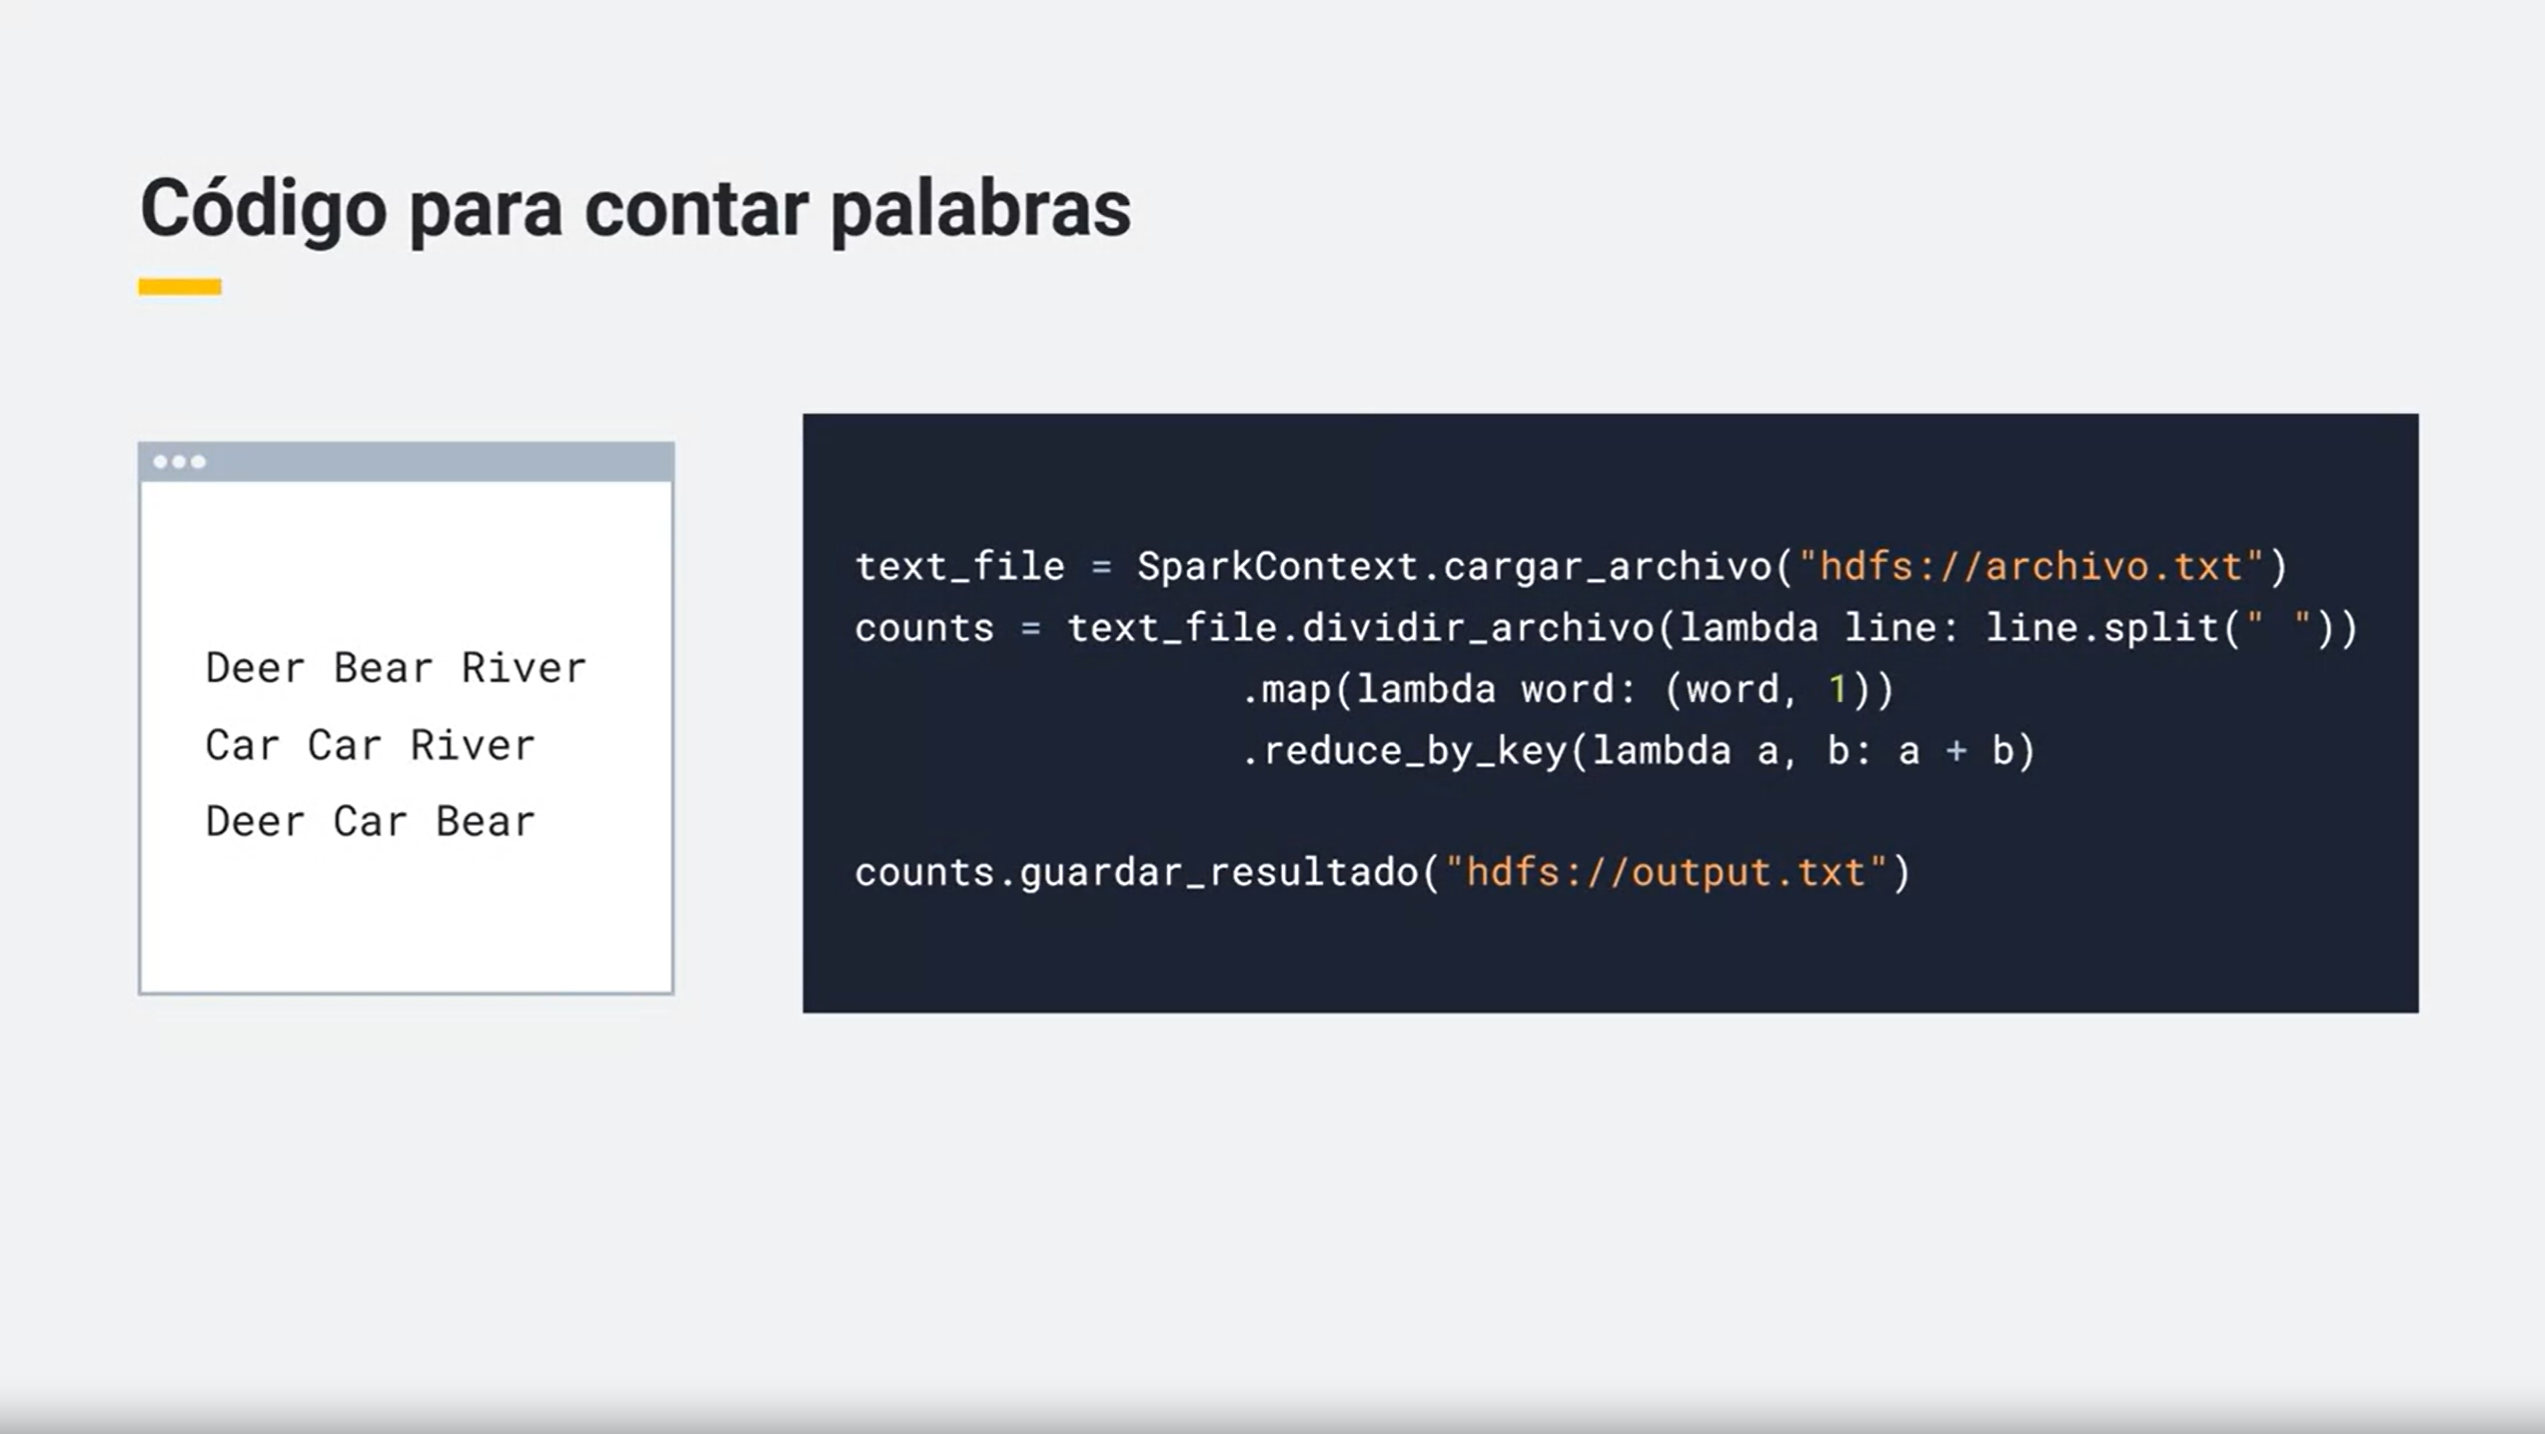 Código para contar palabras
Deer Bear River
Car Car River
Deer Car Bear
text_file = SparkContext.cargar_archivo("hdfs://archivo.txt")
counts = text_file.dividir_archivo(lambda line: line.split(" "))
.map(lambda word: (word, 1))
.reduce_by_key(lambda a, b: a + b)
counts.guardar_resultado("hdfs://output.txt")